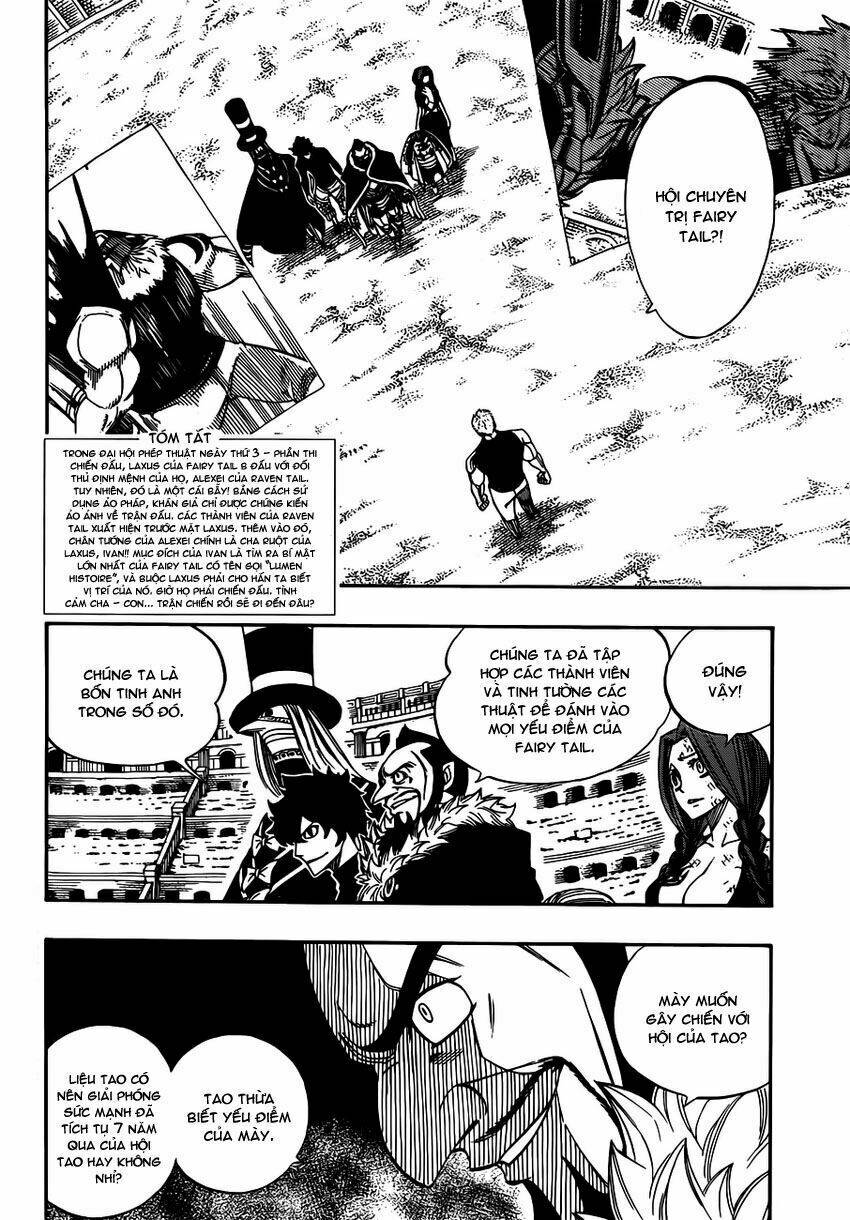 HỘI CHUYÊN
TRỊ FAIRY
TAIL?!
TÓM TẮT
TRONG ĐẠI HỘI PHÉP THUẬT NGÀY THỨ 3 - PHẦN THI
CHIẾN ĐẤU, LAXUS CỦA FAIRY TAIL B ĐẤU VỚI ĐỐI
THỦ ĐỊNH MỆNH CỦA HỌ, ALEXEI CỦA RAVEN TAIL.
TUY NHIÊN, ĐÓ LÀ MỘT CÁI BẪY! BẰNG CÁCH SỬ
DỤNG ẢO PHÁP, KHÁN GIẢ CHỈ ĐƯỢC CHỨNG KIẾN
ẢO ẢNH VỀ TRẬN ĐẤU. CÁC THÀNH VIÊN CỦA RAVEN
TAIL XUẤT HIỆN TRƯỚC MẶT LAXUS. THÊM VÀO ĐÓ,
CHÂN TƯỚNG CỦA ALEXEI CHÍNH LÀ CHA RUỘT CỦA
LAXUS, IVAN!! MỤC ĐÍCH CỦA IVAN LÀ TÌM RA BÍ MẬT
LỚN NHẤT CỦA FAIRY TAIL CÓ TÊN GỌI "LUMEN
HISTOIRE", VÀ BUỘC LAXUS PHẢI CHO HẮN TA BIẾT
VỊ TRÍ CỦA NÓ. GIỜ HỌ PHẢI CHIẾN ĐẤU. TÌNH
CẢM CHA - CON... TRẬN CHIẾN RỒI SẼ ĐI ĐẾN ĐÂU?
ĐÚNG
VẬY!
CHÚNG TA ĐÃ TẬP
HỢP CÁC THÀNH VIÊN
VÀ TINH TƯỜNG CÁC
THUẬT ĐỂ ĐÁNH VÀO
MỌI YẾU ĐIỂM CỦA
FAIRY TAIL.
CHÚNG TA LÀ
BỐN TINH ANH
TRONG SỐ ĐÓ.
MÀY MUỐN
GÂY CHIẾN VỚI
HỘI CỦA TAO?
TAO THỪA
BIẾT YẾU ĐIỂM
CỦA MÀY.
LIỆU TAO CÓ
NÊN GIẢI PHÓNG
SỨC MẠNH ĐÃ
TÍCH TỤ 7 NĂM
QUA CỦA HỘI
TAO HAY KHÔNG
NHỈ?